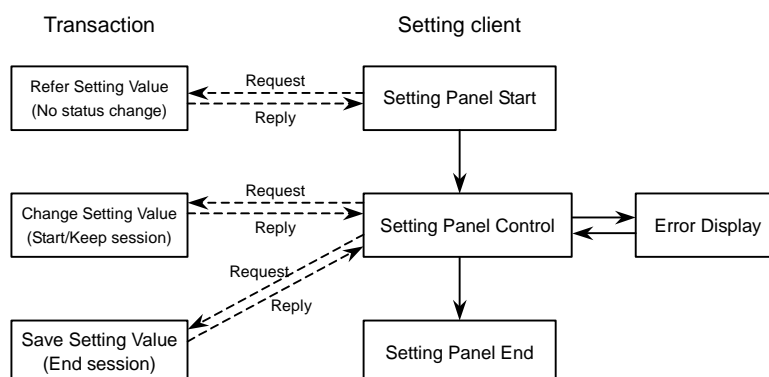 Transaction
Setting client
Refer Setting Value
(No status change)
Request
Reply
Setting Panel Start
Change Setting Value
(Start/Keep session)
Request
Reply
Setting Panel Control
Error Display
Request
Reply
Save Setting Value
(End session)
Setting Panel End